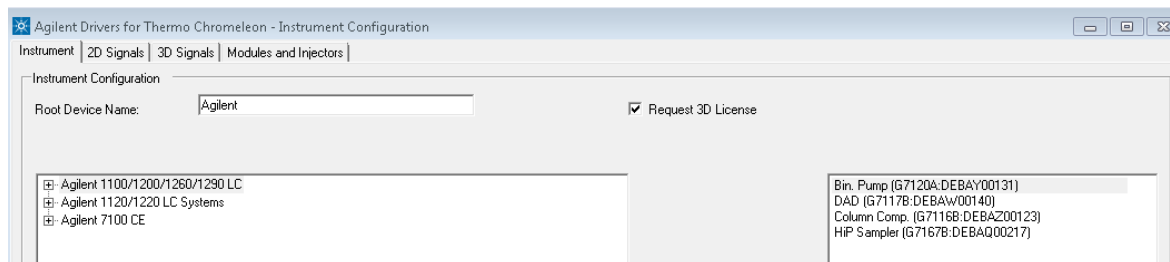 Agilent Drivers for Thermo Chromeleon - Instrument Configuration
Instrument 2D Signals 3D Signals Modules and Injectors
Instrument Configuration
Root Device Name: Agilent Request 3D License
Agilent 1100/1200/1260/1290 LC
Agilent 1120/1220 LC Systems
Agilent 7100 CE
Bin. Pump (G7120A:DEBAY00131)
DAD (G7117B:DEBAW00140)
Column Comp. (G7116B:DEBAZ00123)
HiP Sampler (G7167B:DEBAQ00217)